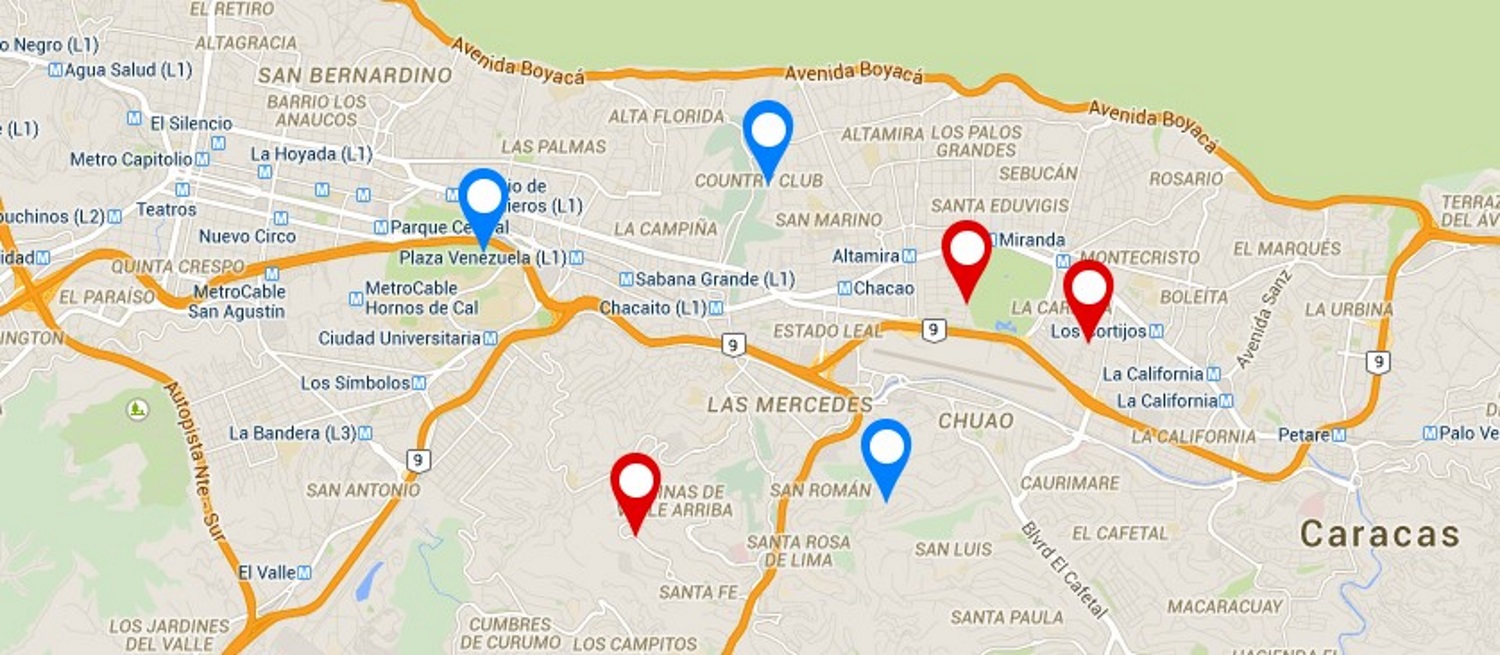 EL RETIRO
o Negro (L1)
ALTAGRACIA
Avenida Boyacá
Agua Salud (L1)
SAN BERNARDINO
Avenida Boyacá
BARRIO LOS
ANAUCOS
ALTA FLORIDA
Avenida Boyacá
(L1)
El Silencio
ALTAMIRA
LOS PALOS
GRANDES
LAS PALMAS
Metro Capitolio
La Hoyada (L1)
COUNTRY CLUB
SEBUCÁN
ROSARIO
io de
ieros (L1)
Teatros
ouchinos (L2)
SANTA EDUVIGIS
TERRAZ
DEL ÁV
SAN MARINO
LA CAMPIÑA
Parque Central
Nuevo Circo
Miranda
EL MARQUÉS
Plaza Venezuela (L1)
Altamira
MONTECRISTO
idad
QUINTA CRESPO
Sabana Grande (L1)
MetroCable
Hornos de Cal
Chacao
EL PARAÍSO
MetroCable
San Agustín
BOLEÍTA
Chacaito (L1)
LA CAR
A
LA URBINA
Avenida Sanz
INGTON
Ciudad Universitaria
9
ESTADO LEAL
9
Los Cortijos
9
Los Símbolos
La California
La California
LAS MERCEDES
CHUAO
La Bandera (L3)
LA CALIFORNIA
Petare
Palo Ve
9
Autopista Nte - Sur
SAN ANTONIO
INAS DE
LLE ARRIBA
SAN ROMÁN
CAURIMARE
EL CAFETAL
Caracas
SANTA ROSA
DE LIMA
SAN LUIS
Blvrd El Cafetal
El Valle
SANTA FE
MACARACUAY
LOS JARDINES
DEL VALLE
CUMBRES
DE CURUMO
LOS CAMPITOS
SANTA PAULA
HACIENDA EL